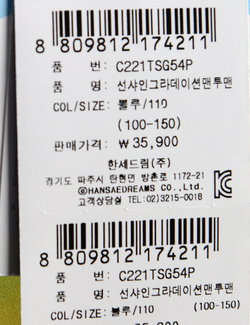 8 809812 174211
품 번: C221TSG54P
품 명: 선샤인그라데이션맨투맨
COL/SIZE: 블루/110
(100-150)
판매가격: ₩ 35,900
한세드림(주)
경기도 파주시 탄현면 방촌로 1172-21
ⓒHANSAEDREAMS CO.,Ltd.
고객상담실 TEL:02)3215-0018
8 809812 174211
품 번: C221TSG54P
품 명: 선샤인그라데이션맨투맨
COL/SIZE: 블루/110 (100-150)